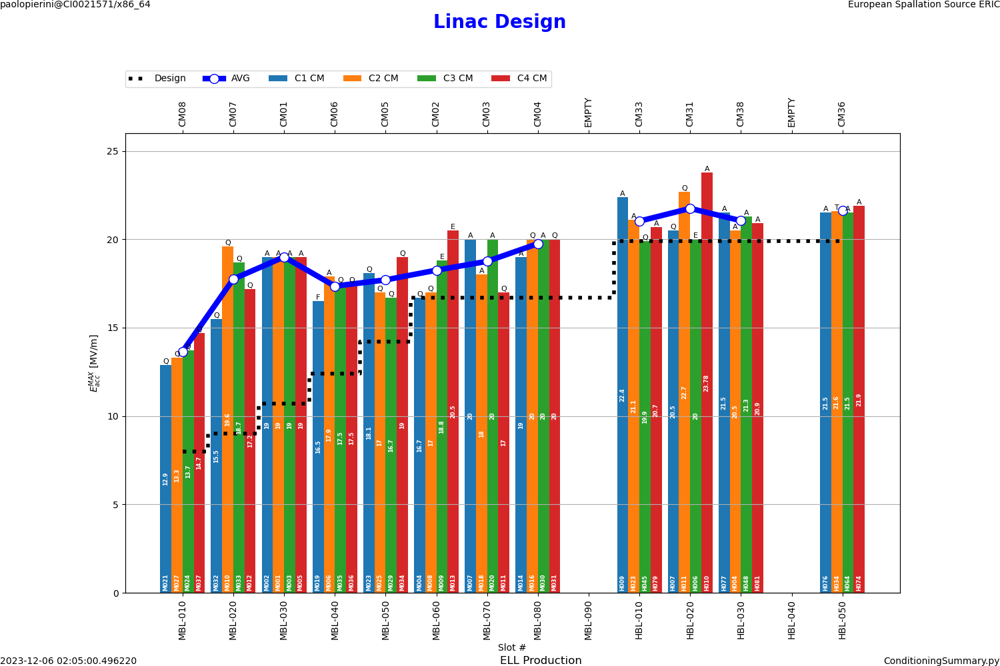 paolopierini@CI0021571/x86_64
European Spallation Source ERIC
Linac Design
Design AVG C1 CM C2 CM C3 CM C4 CM
CM08 CM07 CM01 CM06 CM05 CM02 CM03 CM04 EMPTY CM33 CM31 CM38 EMPTY CM36
25
20
15
10
5
0
E_acc^MAX [MV/m]
Q Q Q Q
Q Q Q Q
A A A A
F A Q Q
Q Q Q Q
Q Q E E
A A A Q
A Q A Q
A A Q A
Q Q E A
A A A A
A T A A
12.9 13.3 13.7 14.7
15.5 19.6 18.7 17.2
19 19 19 19
16.5 17.9 17.5 17.5
18.1 17 16.7 19
16.7 17 18.8 20.5
20 18 20 17
19 20 20 20
22.4 21.1 19.9 20.7
20.5 22.7 20 23.78
21.5 20.5 21.3 20.9
21.5 21.6 21.5 21.9
M021 M027 M024 M037
M032 M010 M033 M012
M002 M001 M003 M005
M019 M006 M035 M036
M023 M025 M029 M034
M004 M008 M009 M013
M007 M018 M020 M011
M014 M016 M030 M031
H009 H023 H045 H079
H007 H011 H006 H010
H077 H004 H048 H081
H076 H034 H064 H074
MBL-010 MBL-020 MBL-030 MBL-040 MBL-050 MBL-060 MBL-070 MBL-080 MBL-090 HBL-010 HBL-020 HBL-030 HBL-040 HBL-050
Slot #
2023-12-06 02:05:00.496220
ELL Production
ConditioningSummary.py